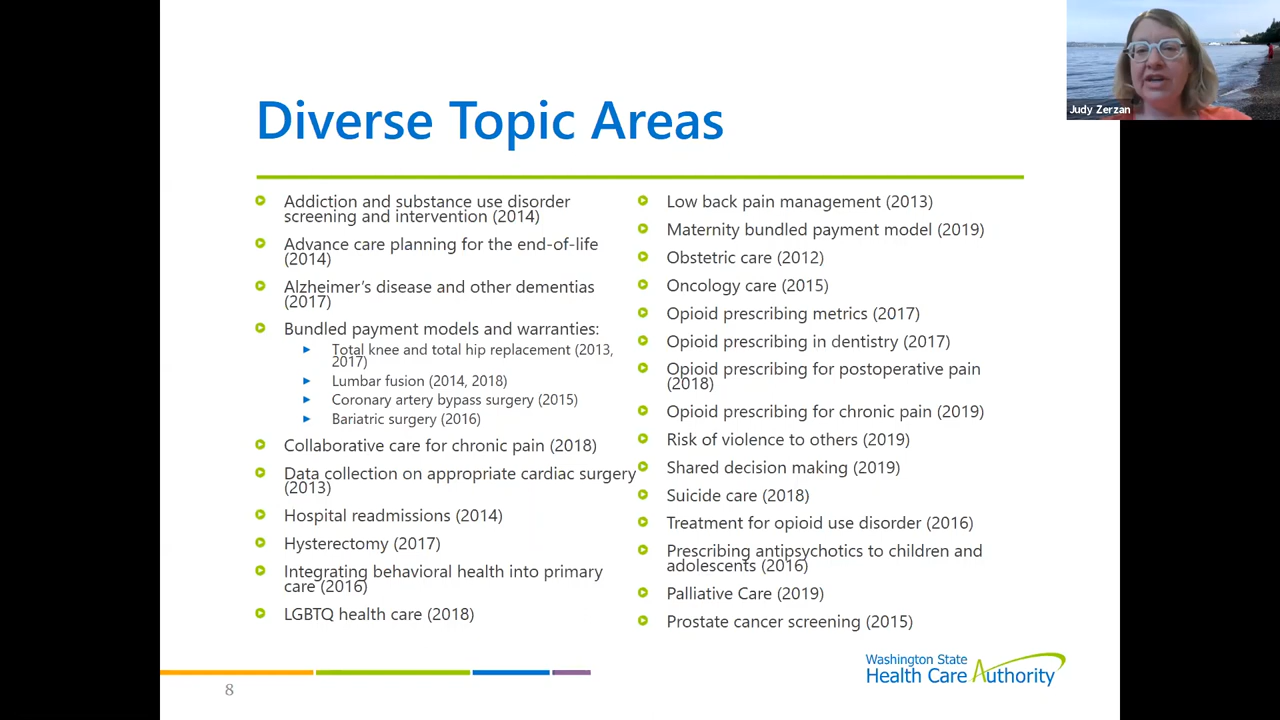 Diverse Topic Areas
Addiction and substance use disorder
screening and intervention (2014)
Advance care planning for the end-of-life
(2014)
Alzheimer's disease and other dementias
(2017)
Bundled payment models and warranties:
Total knee and total hip replacement (2013,
2017)
Lumbar fusion (2014, 2018)
Coronary artery bypass surgery (2015)
Bariatric surgery (2016)
Collaborative care for chronic pain (2018)
Data collection on appropriate cardiac surgery
(2013)
Hospital readmissions (2014)
Hysterectomy (2017)
Integrating behavioral health into primary
care (2016)
LGBTQ health care (2018)
Low back pain management (2013)
Maternity bundled payment model (2019)
Obstetric care (2012)
Oncology care (2015)
Opioid prescribing metrics (2017)
Opioid prescribing in dentistry (2017)
Opioid prescribing for postoperative pain
(2018)
Opioid prescribing for chronic pain (2019)
Risk of violence to others (2019)
Shared decision making (2019)
Suicide care (2018)
Treatment for opioid use disorder (2016)
Prescribing antipsychotics to children and
adolescents (2016)
Palliative Care (2019)
Prostate cancer screening (2015)
8
Washington State
Health Care Authority
Judy Zerzan